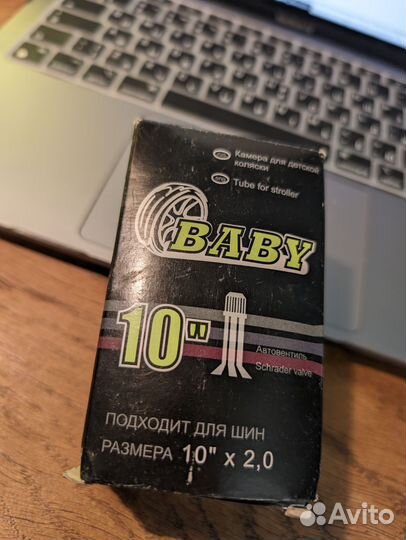 Камера для детской
коляски
Tube for stroller
BABY
10"
Автовентиль
Schrader valve
ПОДХОДИТ ДЛЯ ШИН
РАЗМЕРА 10" x 2,0
Avito